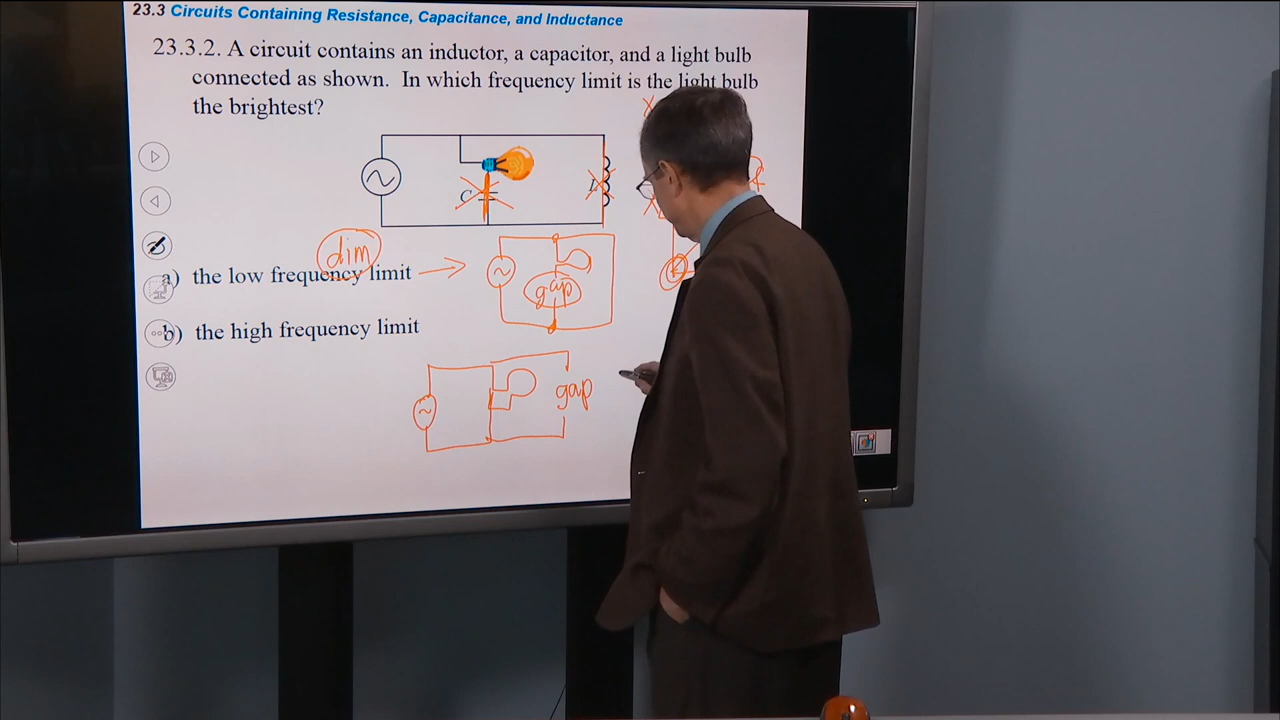 23.3 Circuits Containing Resistance, Capacitance, and Inductance
23.3.2. A circuit contains an inductor, a capacitor, and a light bulb
connected as shown. In which frequency limit is the light bulb
the brightest?
C
L
dim
a) the low frequency limit
gap
b) the high frequency limit
gap